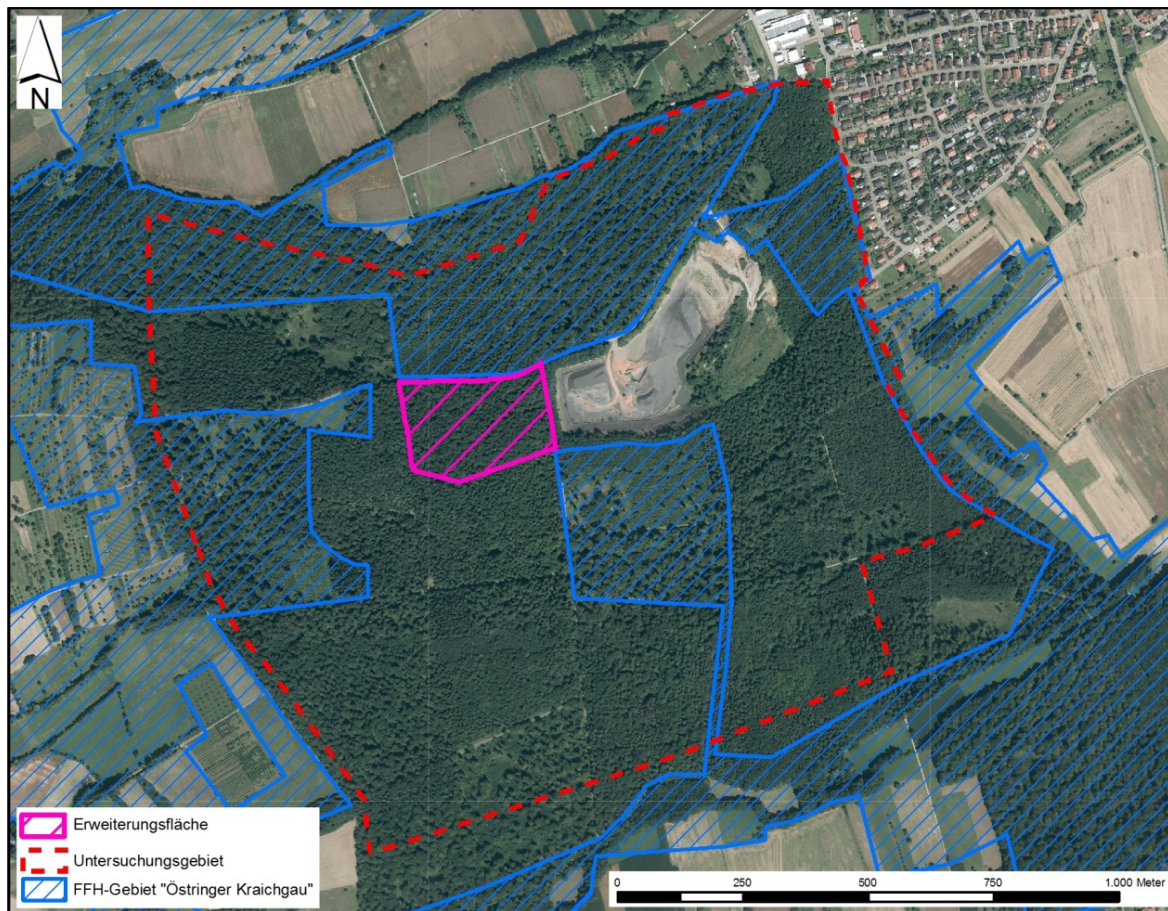 N
Erweiterungsfläche
Untersuchungsgebiet
FFH-Gebiet "Östringer Kraichgau"
0 250 500 750 1.000 Meter